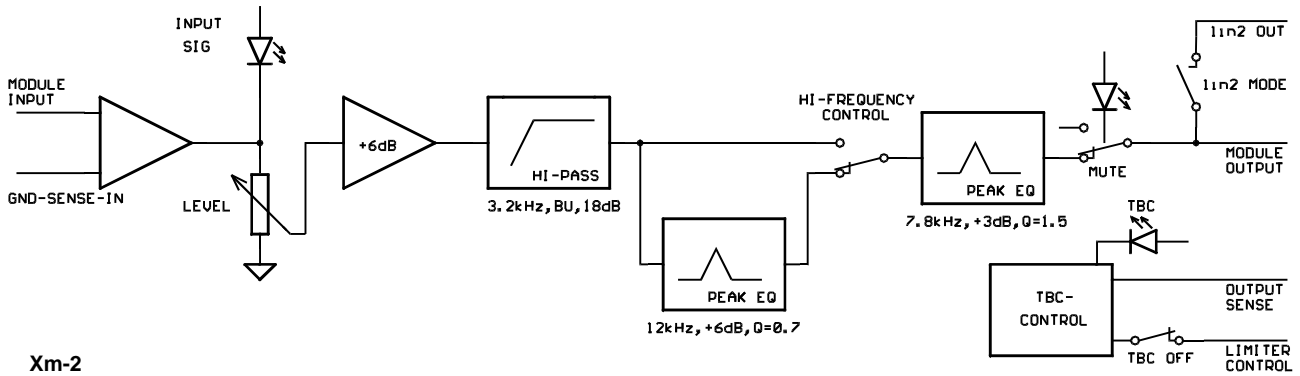 INPUT
SIG
MODULE
INPUT
GND-SENSE-IN
LEVEL
+6dB
HI-PASS
3.2kHz, BU, 18dB
PEAK EQ
12kHz, +6dB, Q=0.7
HI-FREQUENCY
CONTROL
PEAK EQ
7.8kHz, +3dB, Q=1.5
MUTE
lin2 OUT
lin2 MODE
MODULE
OUTPUT
TBC
TBC-
CONTROL
OUTPUT
SENSE
TBC OFF
LIMITER
CONTROL
Xm-2